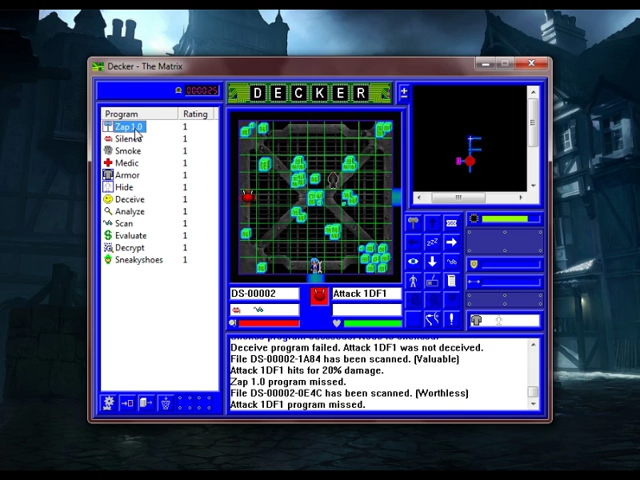 Decker - The Matrix
000025
DECKER
Program Rating
Zap 1.0 1
Silence 1
Smoke 1
Medic 1
Armor 1
Hide 1
Deceive 1
Analyze 1
Scan 1
Evaluate 1
Decrypt 1
Sneakyshoes 1
DS-00002
Attack 1DF1
Deceive program failed. Attack 1DF1 was not deceived.
File DS-00002-1A84 has been scanned. (Valuable)
Attack 1DF1 hits for 20% damage.
Zap 1.0 program missed.
File DS-00002-0E4C has been scanned. (Worthless)
Attack 1DF1 program missed.